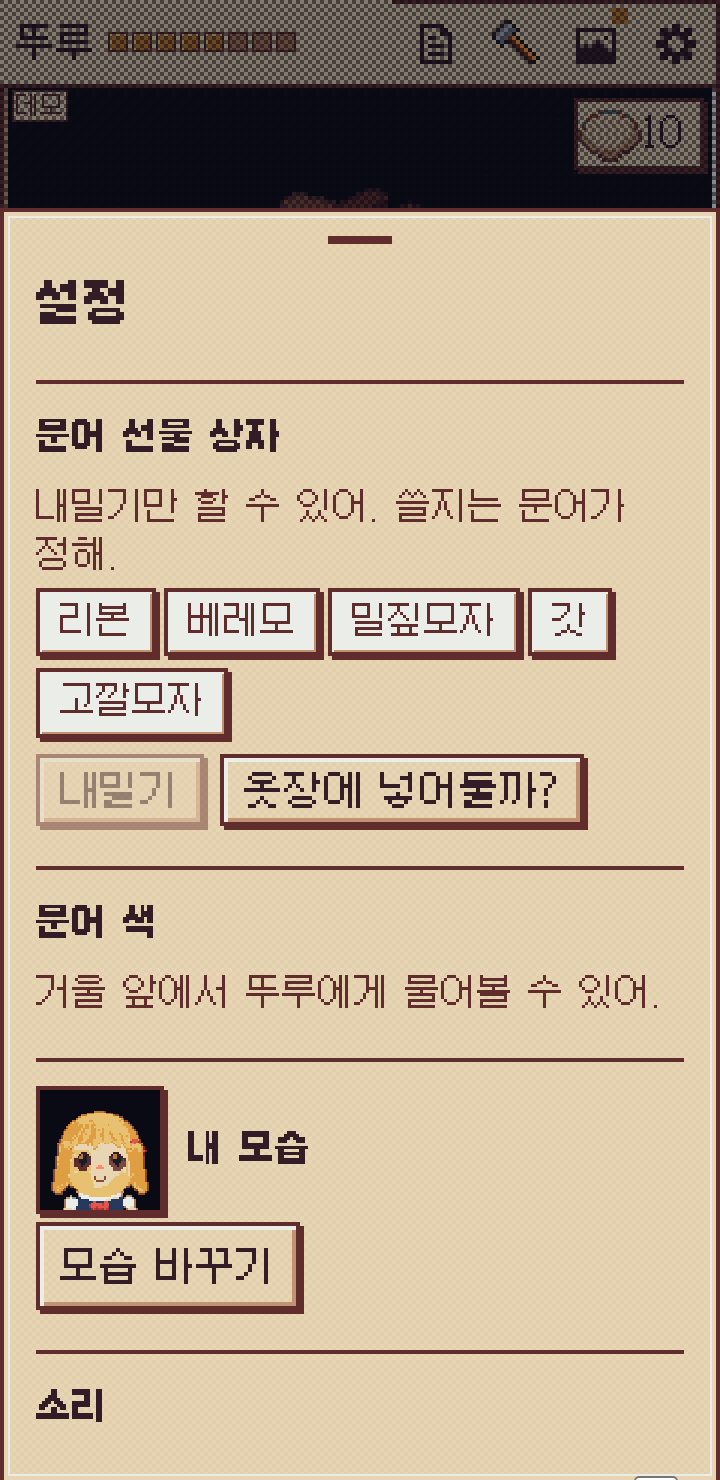 뚜루
데모
10
설정
문어 선물 상자
내밀기만 할 수 있어. 쓸지는 문어가
정해.
리본 베레모 밀짚모자 갓
고깔모자
내밀기 옷장에 넣어둘까?
문어 색
거울 앞에서 뚜루에게 물어볼 수 있어.
내 모습
모습 바꾸기
소리